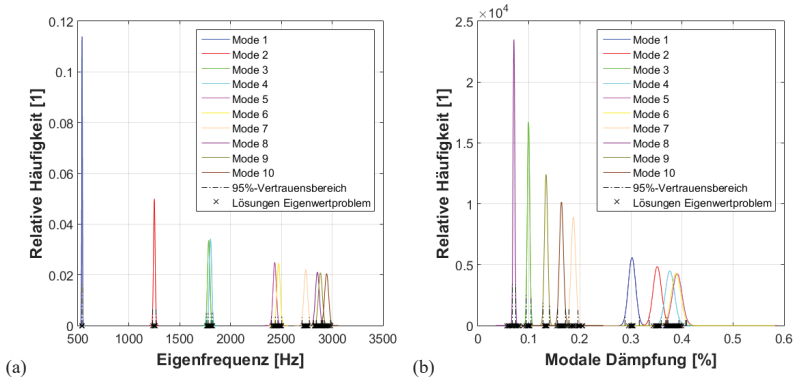 0.12
0.1
0.08
0.06
0.04
0.02
0
Relative Häufigkeit [1]
Mode 1
Mode 2
Mode 3
Mode 4
Mode 5
Mode 6
Mode 7
Mode 8
Mode 9
Mode 10
95%-Vertrauensbereich
Lösungen Eigenwertproblem
500 1000 1500 2000 2500 3000 3500
Eigenfrequenz [Hz]
(a)
×10⁴
2.5
2
1.5
1
0.5
0
Relative Häufigkeit [1]
Mode 1
Mode 2
Mode 3
Mode 4
Mode 5
Mode 6
Mode 7
Mode 8
Mode 9
Mode 10
95%-Vertrauensbereich
Lösungen Eigenwertproblem
0 0.1 0.2 0.3 0.4 0.5 0.6
Modale Dämpfung [%]
(b)